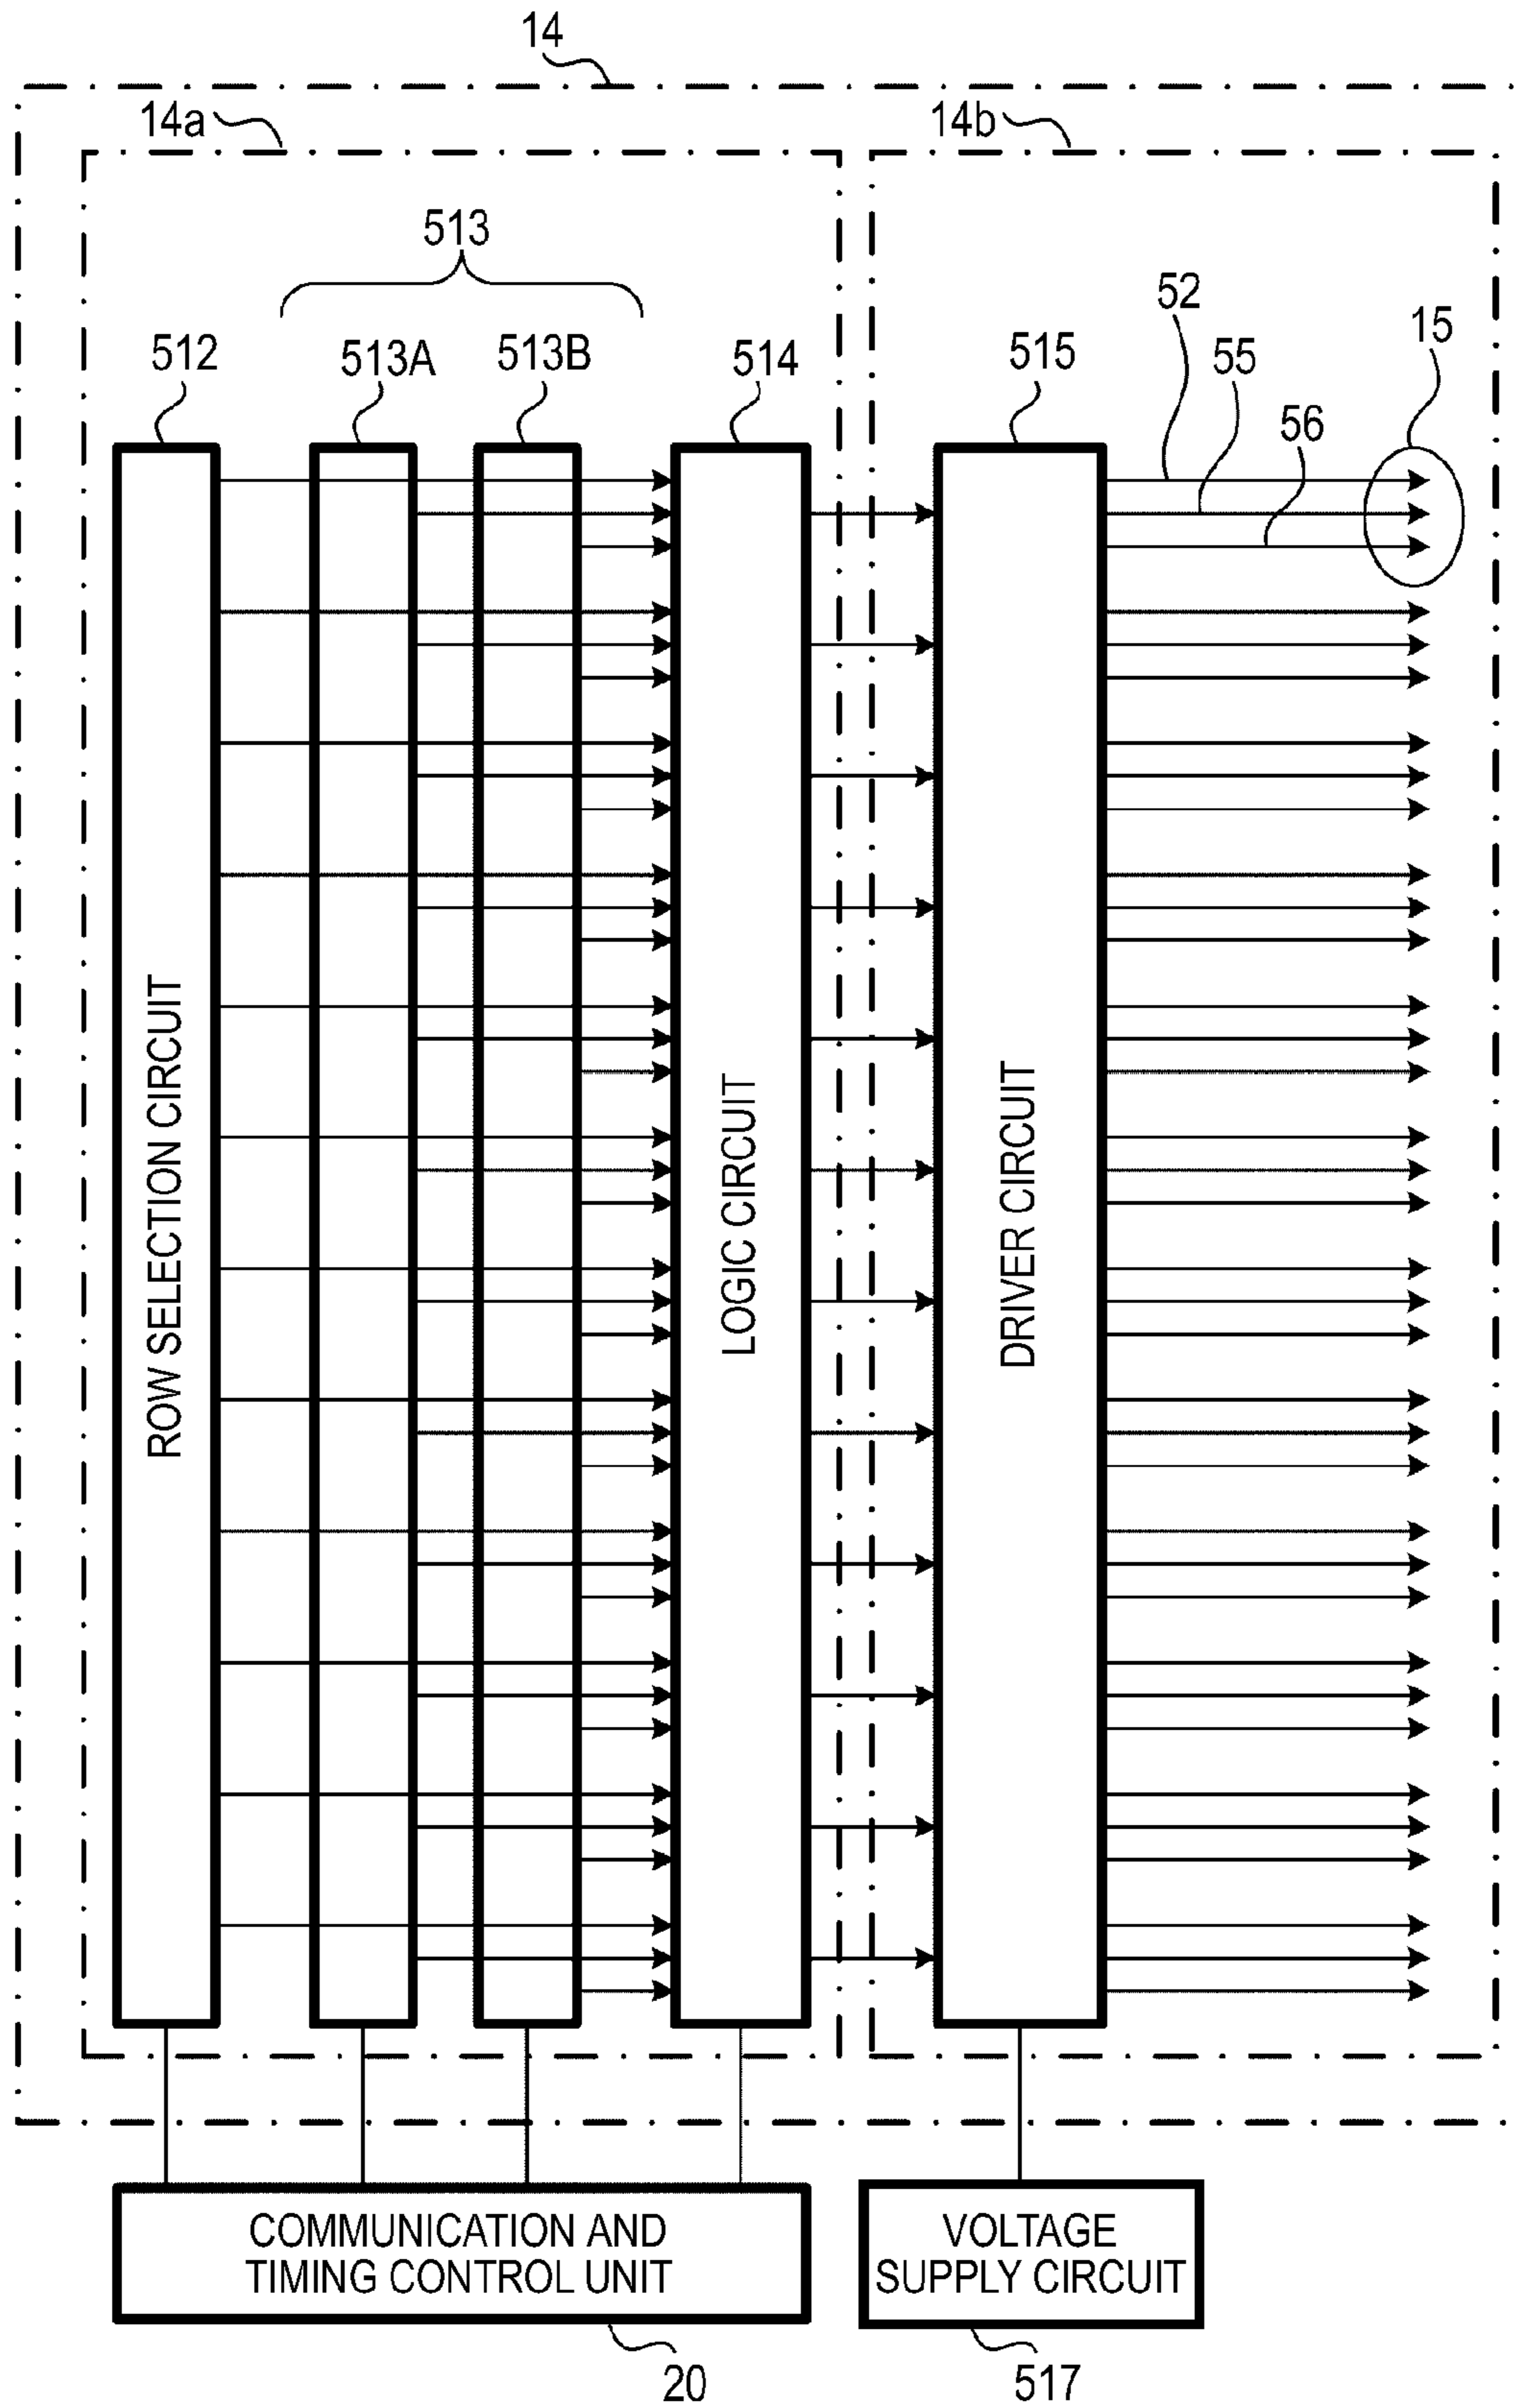 14
14a
14b
513
52
15
512
513A
513B
514
515
55
56
ROW SELECTION CIRCUIT
LOGIC CIRCUIT
DRIVER CIRCUIT
COMMUNICATION AND
TIMING CONTROL UNIT
VOLTAGE
SUPPLY CIRCUIT
20
517